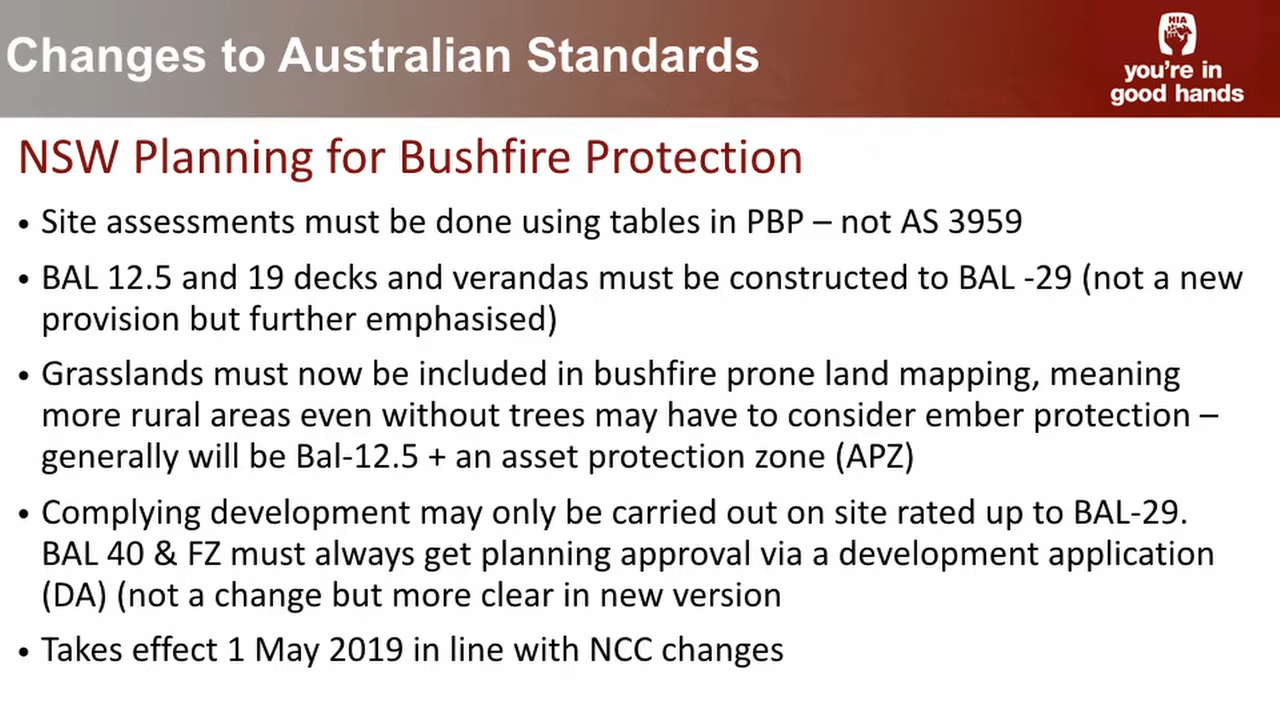 Changes to Australian Standards
HIA
you're in
good hands
NSW Planning for Bushfire Protection
• Site assessments must be done using tables in PBP – not AS 3959
• BAL 12.5 and 19 decks and verandas must be constructed to BAL -29 (not a new
provision but further emphasised)
• Grasslands must now be included in bushfire prone land mapping, meaning
more rural areas even without trees may have to consider ember protection –
generally will be Bal-12.5 + an asset protection zone (APZ)
• Complying development may only be carried out on site rated up to BAL-29.
BAL 40 & FZ must always get planning approval via a development application
(DA) (not a change but more clear in new version
• Takes effect 1 May 2019 in line with NCC changes